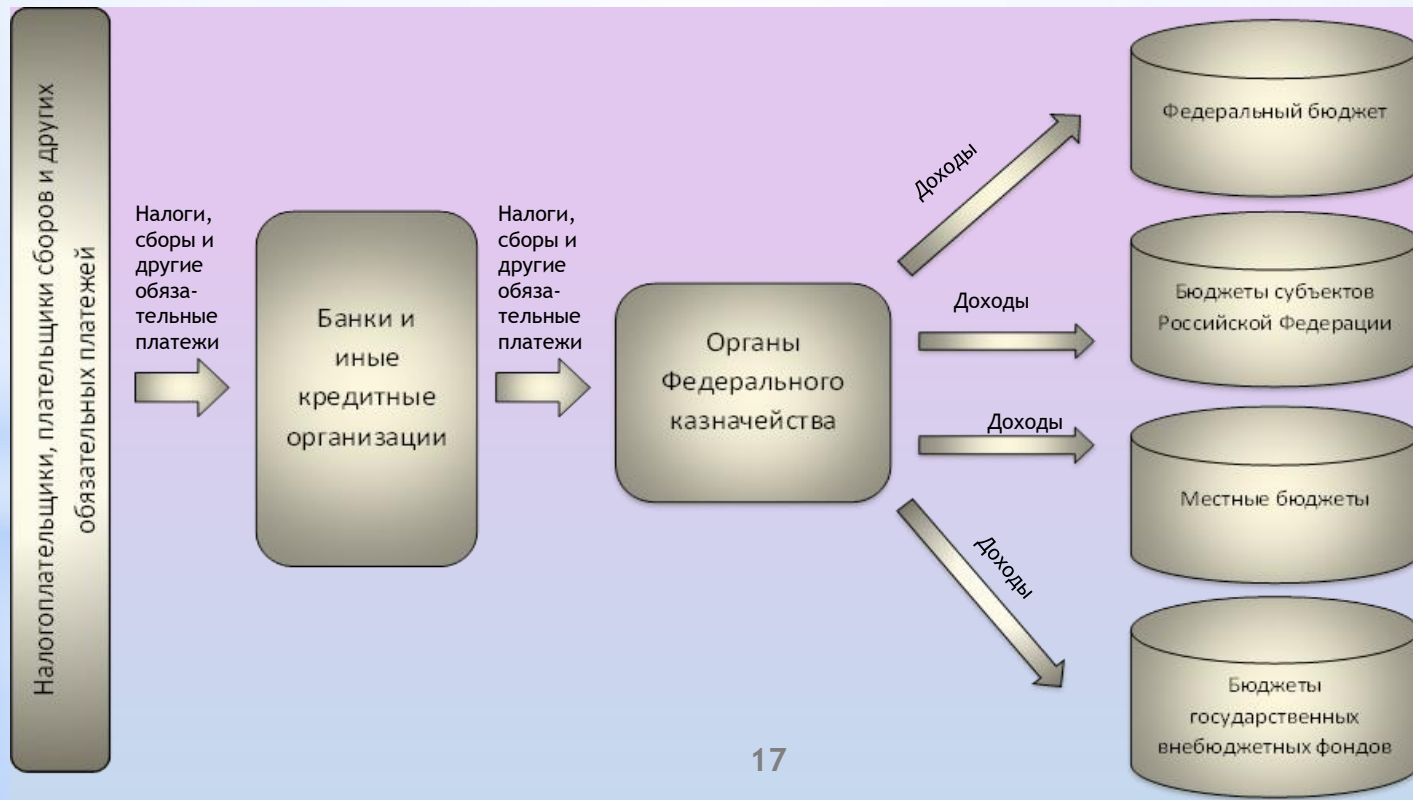 Налогоплательщики, плательщики сборов и других
обязательных платежей
Налоги,
сборы и
другие
обяза-
тельные
платежи
Банки и
иные
кредитные
организации
Налоги,
сборы и
другие
обяза-
тельные
платежи
Органы
Федерального
казначейства
Доходы
Доходы
Доходы
Доходы
Федеральный бюджет
Бюджеты субъектов
Российской Федерации
Местные бюджеты
Бюджеты
государственных
внебюджетных фондов
17